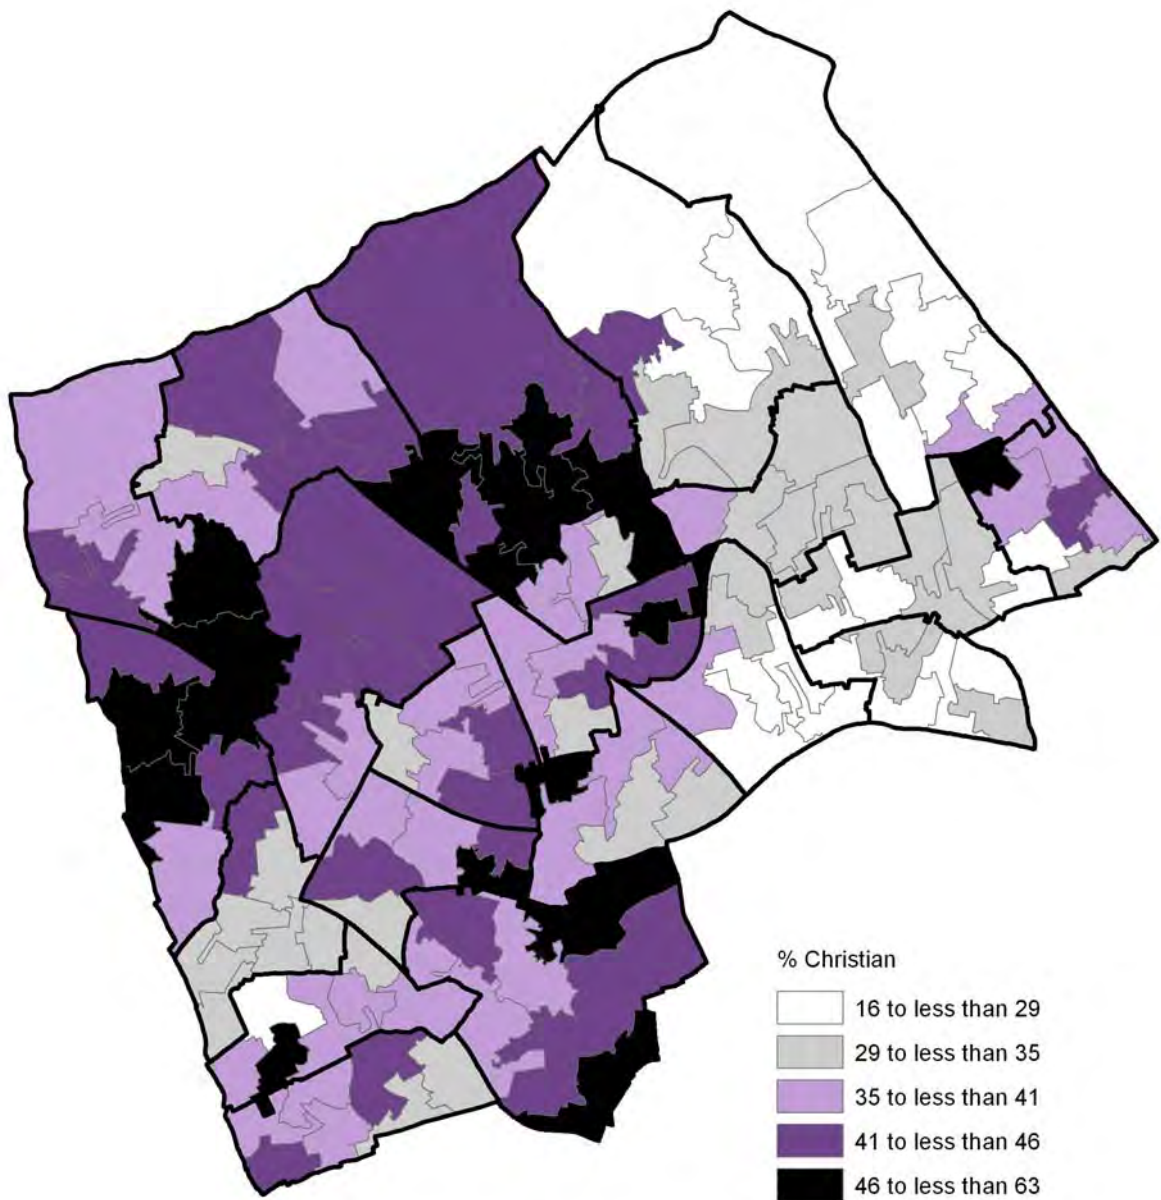 % Christian
16 to less than 29
29 to less than 35
35 to less than 41
41 to less than 46
46 to less than 63